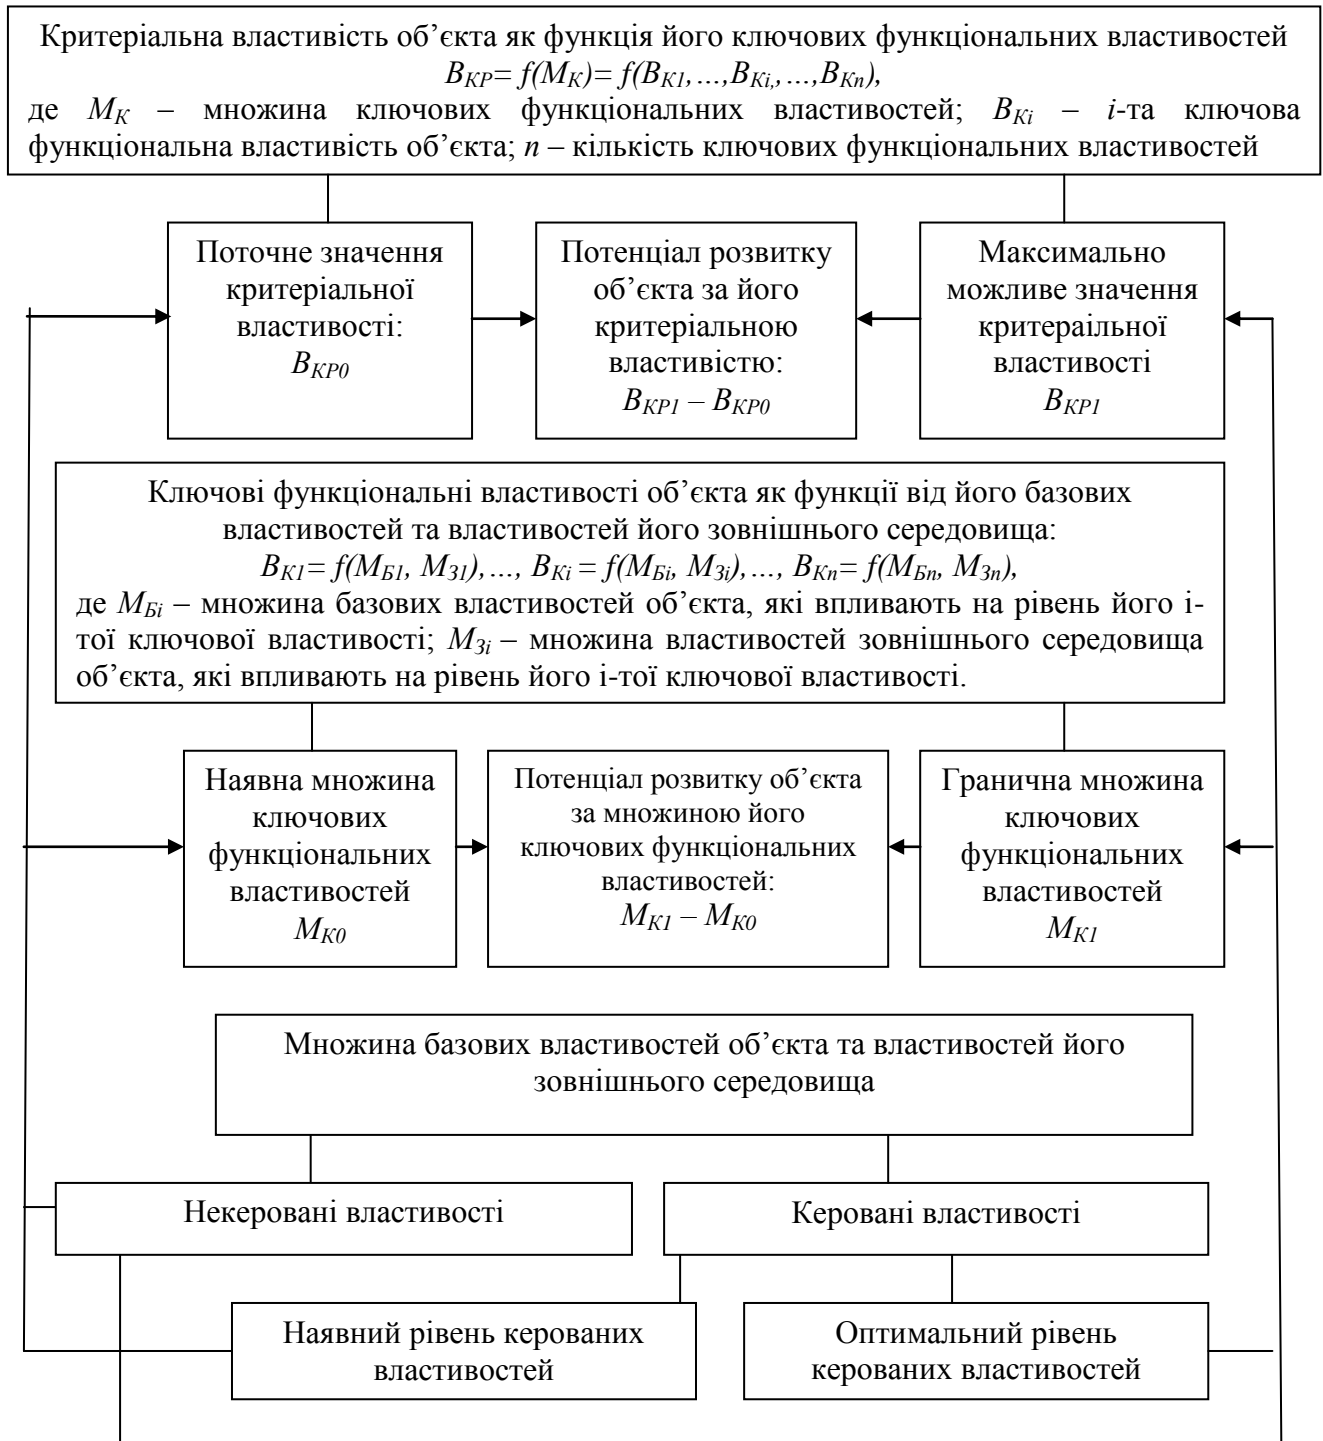 Критеріальна властивість об’єкта як функція його ключових функціональних властивостей
B_КР= f(M_К)= f(B_К1,…,B_Кi,,…,B_Кn),
де M_К – множина ключових функціональних властивостей; B_Кi – i-та ключова
функціональна властивість об’єкта; n – кількість ключових функціональних властивостей
Поточне значення
критеріальної
властивості:
B_КР0
Потенціал розвитку
об’єкта за його
критеріальною
властивістю:
B_КР1 – B_КР0
Максимально
можливе значення
критераільної
властивості
B_КР1
Ключові функціональні властивості об’єкта як функції від його базових
властивостей та властивостей його зовнішнього середовища:
B_К1= f(M_Б1, M_З1),…, B_Кi = f(M_Бi, M_Зi),…, B_Кn= f(M_Бn, M_Зn),
де M_Бi – множина базових властивостей об’єкта, які впливають на рівень його і-
тої ключової властивості; M_Зi – множина властивостей зовнішнього середовища
об’єкта, які впливають на рівень його і-тої ключової властивості.
Наявна множина
ключових
функціональних
властивостей
M_К0
Потенціал розвитку об’єкта
за множиною його
ключових функціональних
властивостей:
M_К1 – M_К0
Гранична множина
ключових
функціональних
властивостей
M_К1
Множина базових властивостей об’єкта та властивостей його
зовнішнього середовища
Некеровані властивості
Керовані властивості
Наявний рівень керованих
властивостей
Оптимальний рівень
керованих властивостей